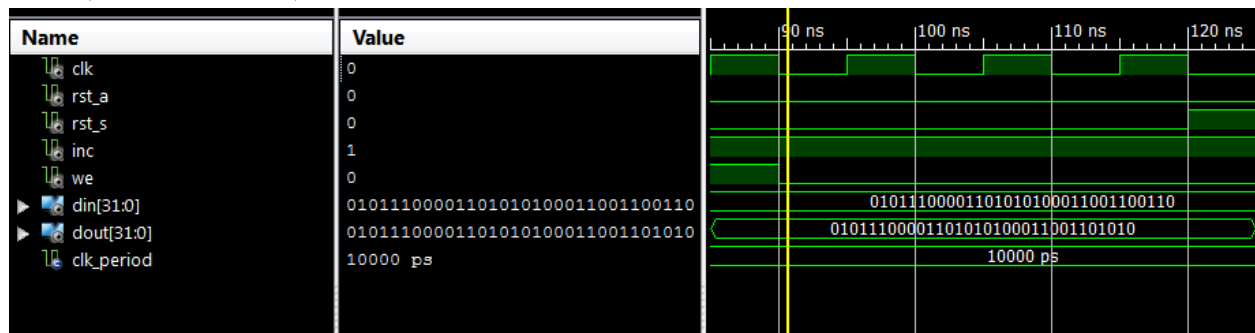 Name Value 90 ns 100 ns 110 ns 120 ns
clk 0
rst_a 0
rst_s 0
inc 1
we 0
din[31:0] 01011100001101010100011001100110 01011100001101010100011001100110
dout[31:0] 01011100001101010100011001101010 01011100001101010100011001101010
clk_period 10000 ps 10000 ps